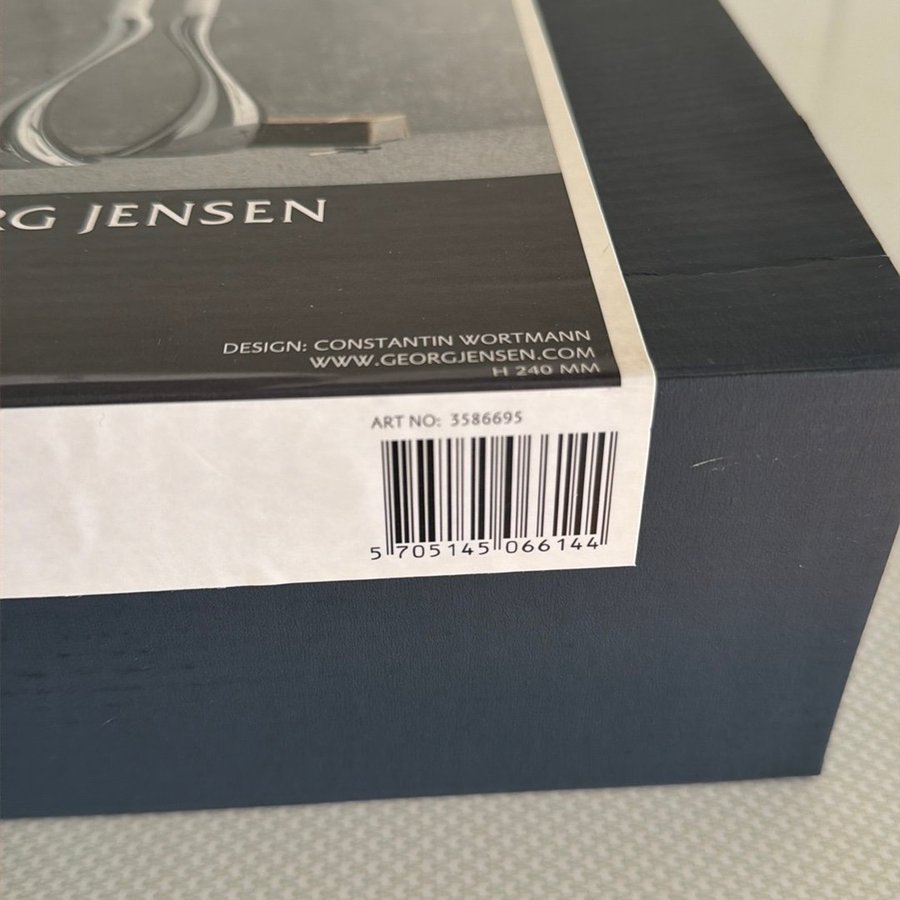 RG JENSEN
DESIGN: CONSTANTIN WORTMANN
WWW.GEORGJENSEN.COM
H 240 MM
ART NO: 3586695
5 705145 066144